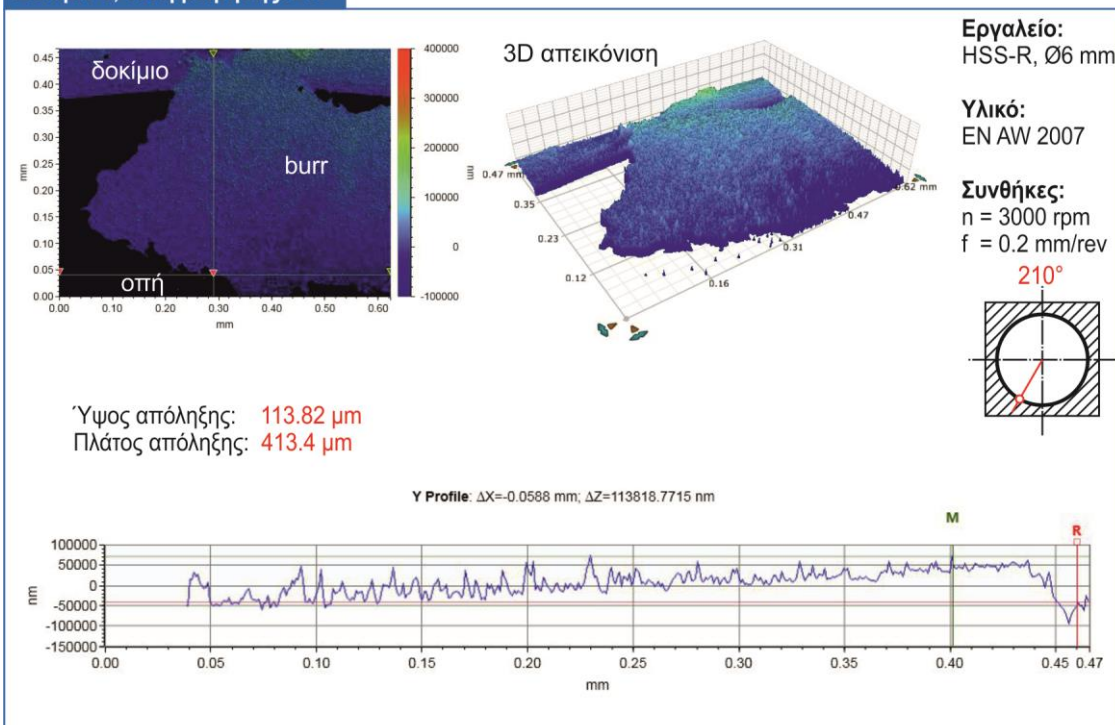 Εργαλείο:
HSS-R, Ø6 mm
Υλικό:
EN AW 2007
Συνθήκες:
n = 3000 rpm
f = 0.2 mm/rev
210°
3D απεικόνιση
δοκίμιο
burr
οπή
0.45
0.40
0.35
0.30
0.25
0.20
0.15
0.10
0.05
0.00
mm
0.00 0.10 0.20 0.30 0.40 0.50 0.60
mm
400000
300000
200000
100000
0
-100000
nm
0.47 mm
0.35
0.23
0.12
0.16
0.31
0.47
0.62 mm
Ύψος απόληξης: 113.82 μm
Πλάτος απόληξης: 413.4 μm
Y Profile: ΔX=-0.0588 mm; ΔZ=113818.7715 nm
M
R
100000
50000
0
-50000
-100000
-150000
nm
0.00 0.05 0.10 0.15 0.20 0.25 0.30 0.35 0.40 0.45 0.47
mm